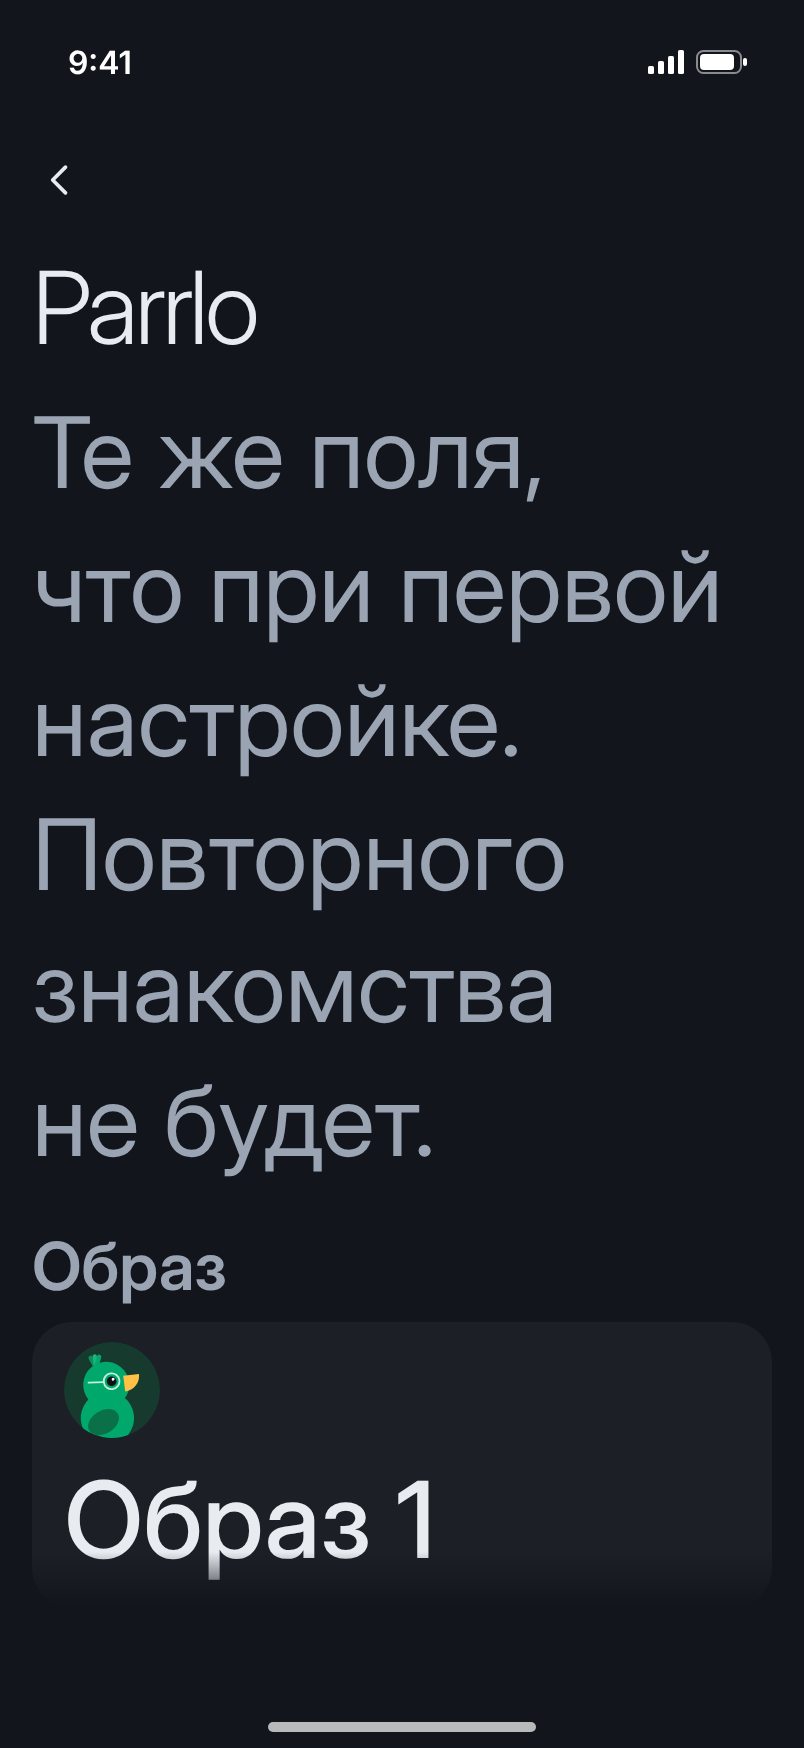 9:41
Parrlo
Те же поля,
что при первой
настройке.
Повторного
знакомства
не будет.
Образ
Образ 1